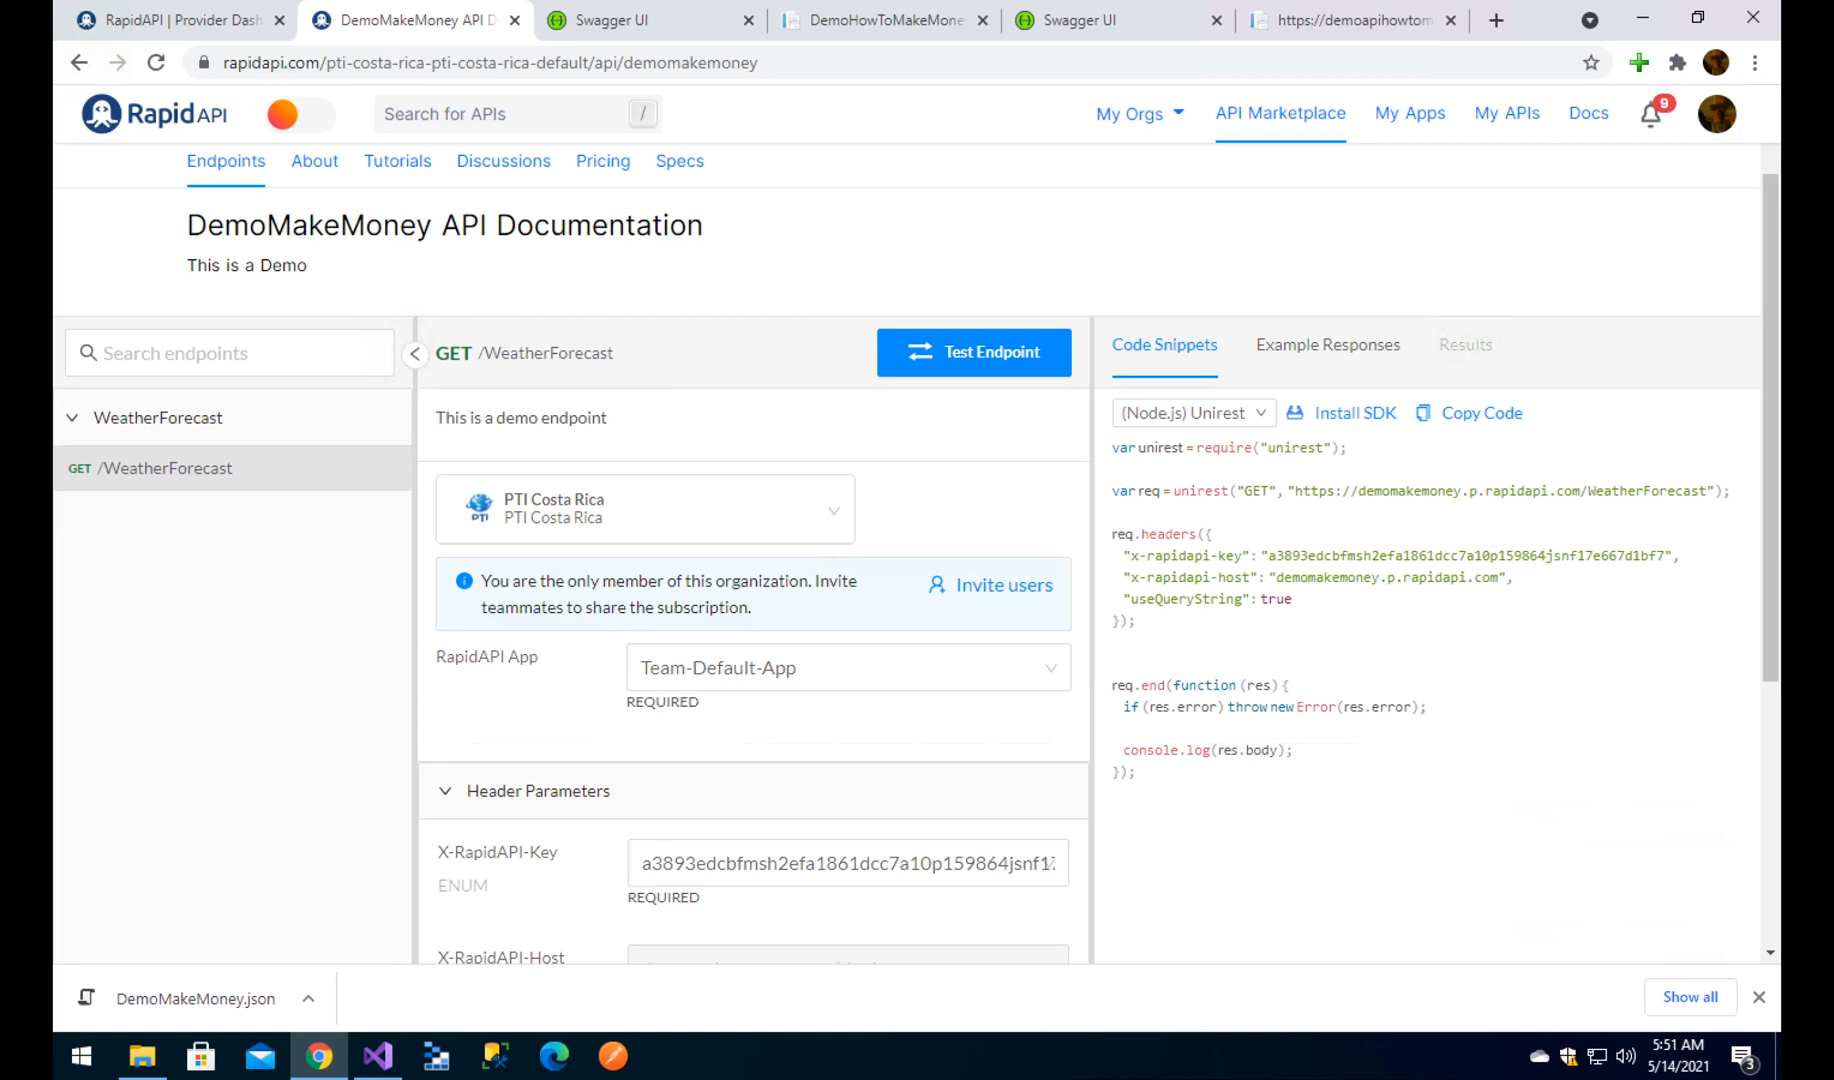 RapidAPI | Provider Dash
DemoMakeMoney API D
Swagger UI
DemoHowToMakeMone
Swagger UI
https://demoapihowtom
rapidapi.com/pti-costa-rica-pti-costa-rica-default/api/demomakemoney
Rapid API
Search for APIs
/
My Orgs
API Marketplace
My Apps
My APIs
Docs
9
Endpoints
About
Tutorials
Discussions
Pricing
Specs
DemoMakeMoney API Documentation
This is a Demo
Search endpoints
WeatherForecast
GET /WeatherForecast
GET /WeatherForecast
Test Endpoint
This is a demo endpoint
PTI
PTI Costa Rica
PTI Costa Rica
You are the only member of this organization. Invite
teammates to share the subscription.
Invite users
RapidAPI App
Team-Default-App
REQUIRED
Header Parameters
X-RapidAPI-Key
ENUM
a3893edcbfmsh2efa1861dcc7a10p159864jsnf17
REQUIRED
X-RapidAPI-Host
Code Snippets
Example Responses
Results
(Node.js) Unirest
Install SDK
Copy Code
var unirest = require("unirest");
var req = unirest("GET", "https://demomakemoney.p.rapidapi.com/WeatherForecast");
req.headers({
"x-rapidapi-key": "a3893edcbfmsh2efa1861dcc7a10p159864jsnf17e667d1bf7",
"x-rapidapi-host": "demomakemoney.p.rapidapi.com",
"useQueryString": true
});
req.end(function (res) {
if (res.error) throw new Error(res.error);
console.log(res.body);
});
DemoMakeMoney.json
Show all
5:51 AM
5/14/2021
3